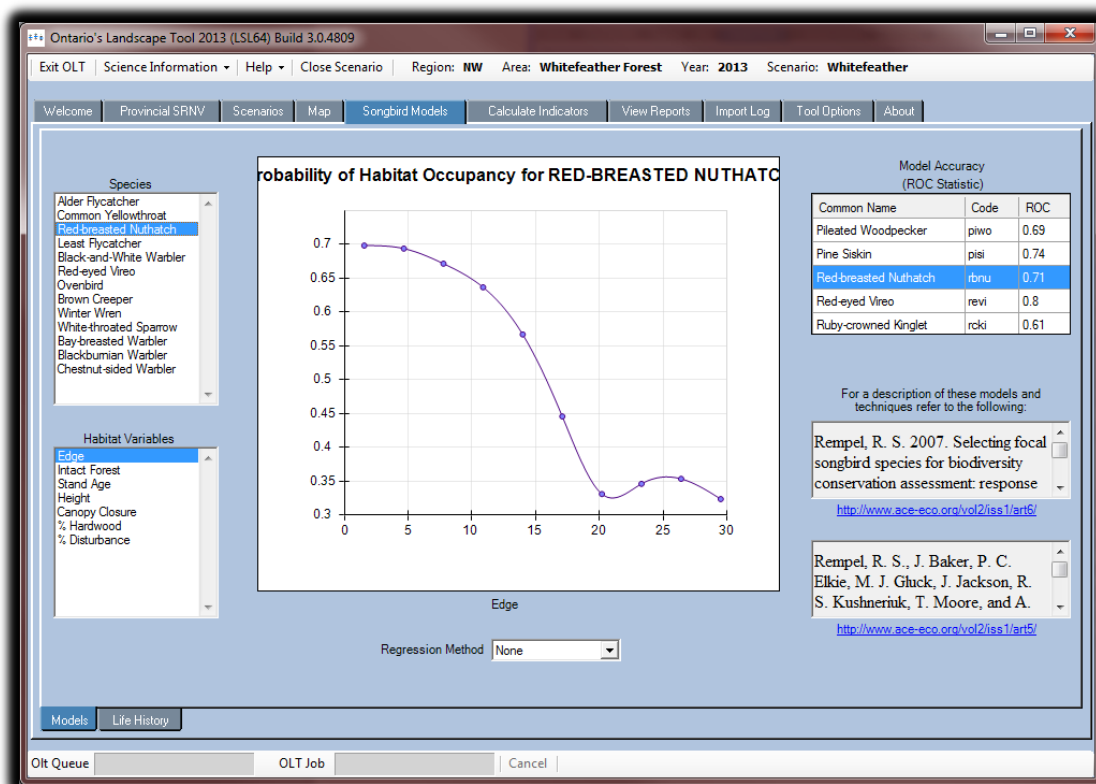 Ontario's Landscape Tool 2013 (LSL64) Build 3.0.4809
Exit OLT Science Information Help Close Scenario Region: NW Area: Whitefeather Forest Year: 2013 Scenario: Whitefeather
Welcome Provincial SRNV Scenarios Map Songbird Models Calculate Indicators View Reports Import Log Tool Options About
Species
Alder Flycatcher
Common Yellowthroat
Red-breasted Nuthatch
Least Flycatcher
Black-and-White Warbler
Red-eyed Vireo
Ovenbird
Brown Creeper
Winter Wren
White-throated Sparrow
Bay-breasted Warbler
Blackburnian Warbler
Chestnut-sided Warbler
Habitat Variables
Edge
Intact Forest
Stand Age
Height
Canopy Closure
% Hardwood
% Disturbance
robability of Habitat Occupancy for RED-BREASTED NUTHATC
0.7
0.65
0.6
0.55
0.5
0.45
0.4
0.35
0.3
0 5 10 15 20 25 30
Edge
Regression Method None
Model Accuracy
(ROC Statistic)
Common Name Code ROC
Pileated Woodpecker piwo 0.69
Pine Siskin pisi 0.74
Red-breasted Nuthatch rbnu 0.71
Red-eyed Vireo revi 0.8
Ruby-crowned Kinglet rcki 0.61
For a description of these models and
techniques refer to the following:
Rempel, R. S. 2007. Selecting focal
songbird species for biodiversity
conservation assessment: response
http://www.ace-eco.org/vol2/iss1/art6/
Rempel, R. S., J. Baker, P. C.
Elkie, M. J. Gluck, J. Jackson, R.
S. Kushneriuk, T. Moore, and A.
http://www.ace-eco.org/vol2/iss1/art5/
Models Life History
Olt Queue OLT Job Cancel